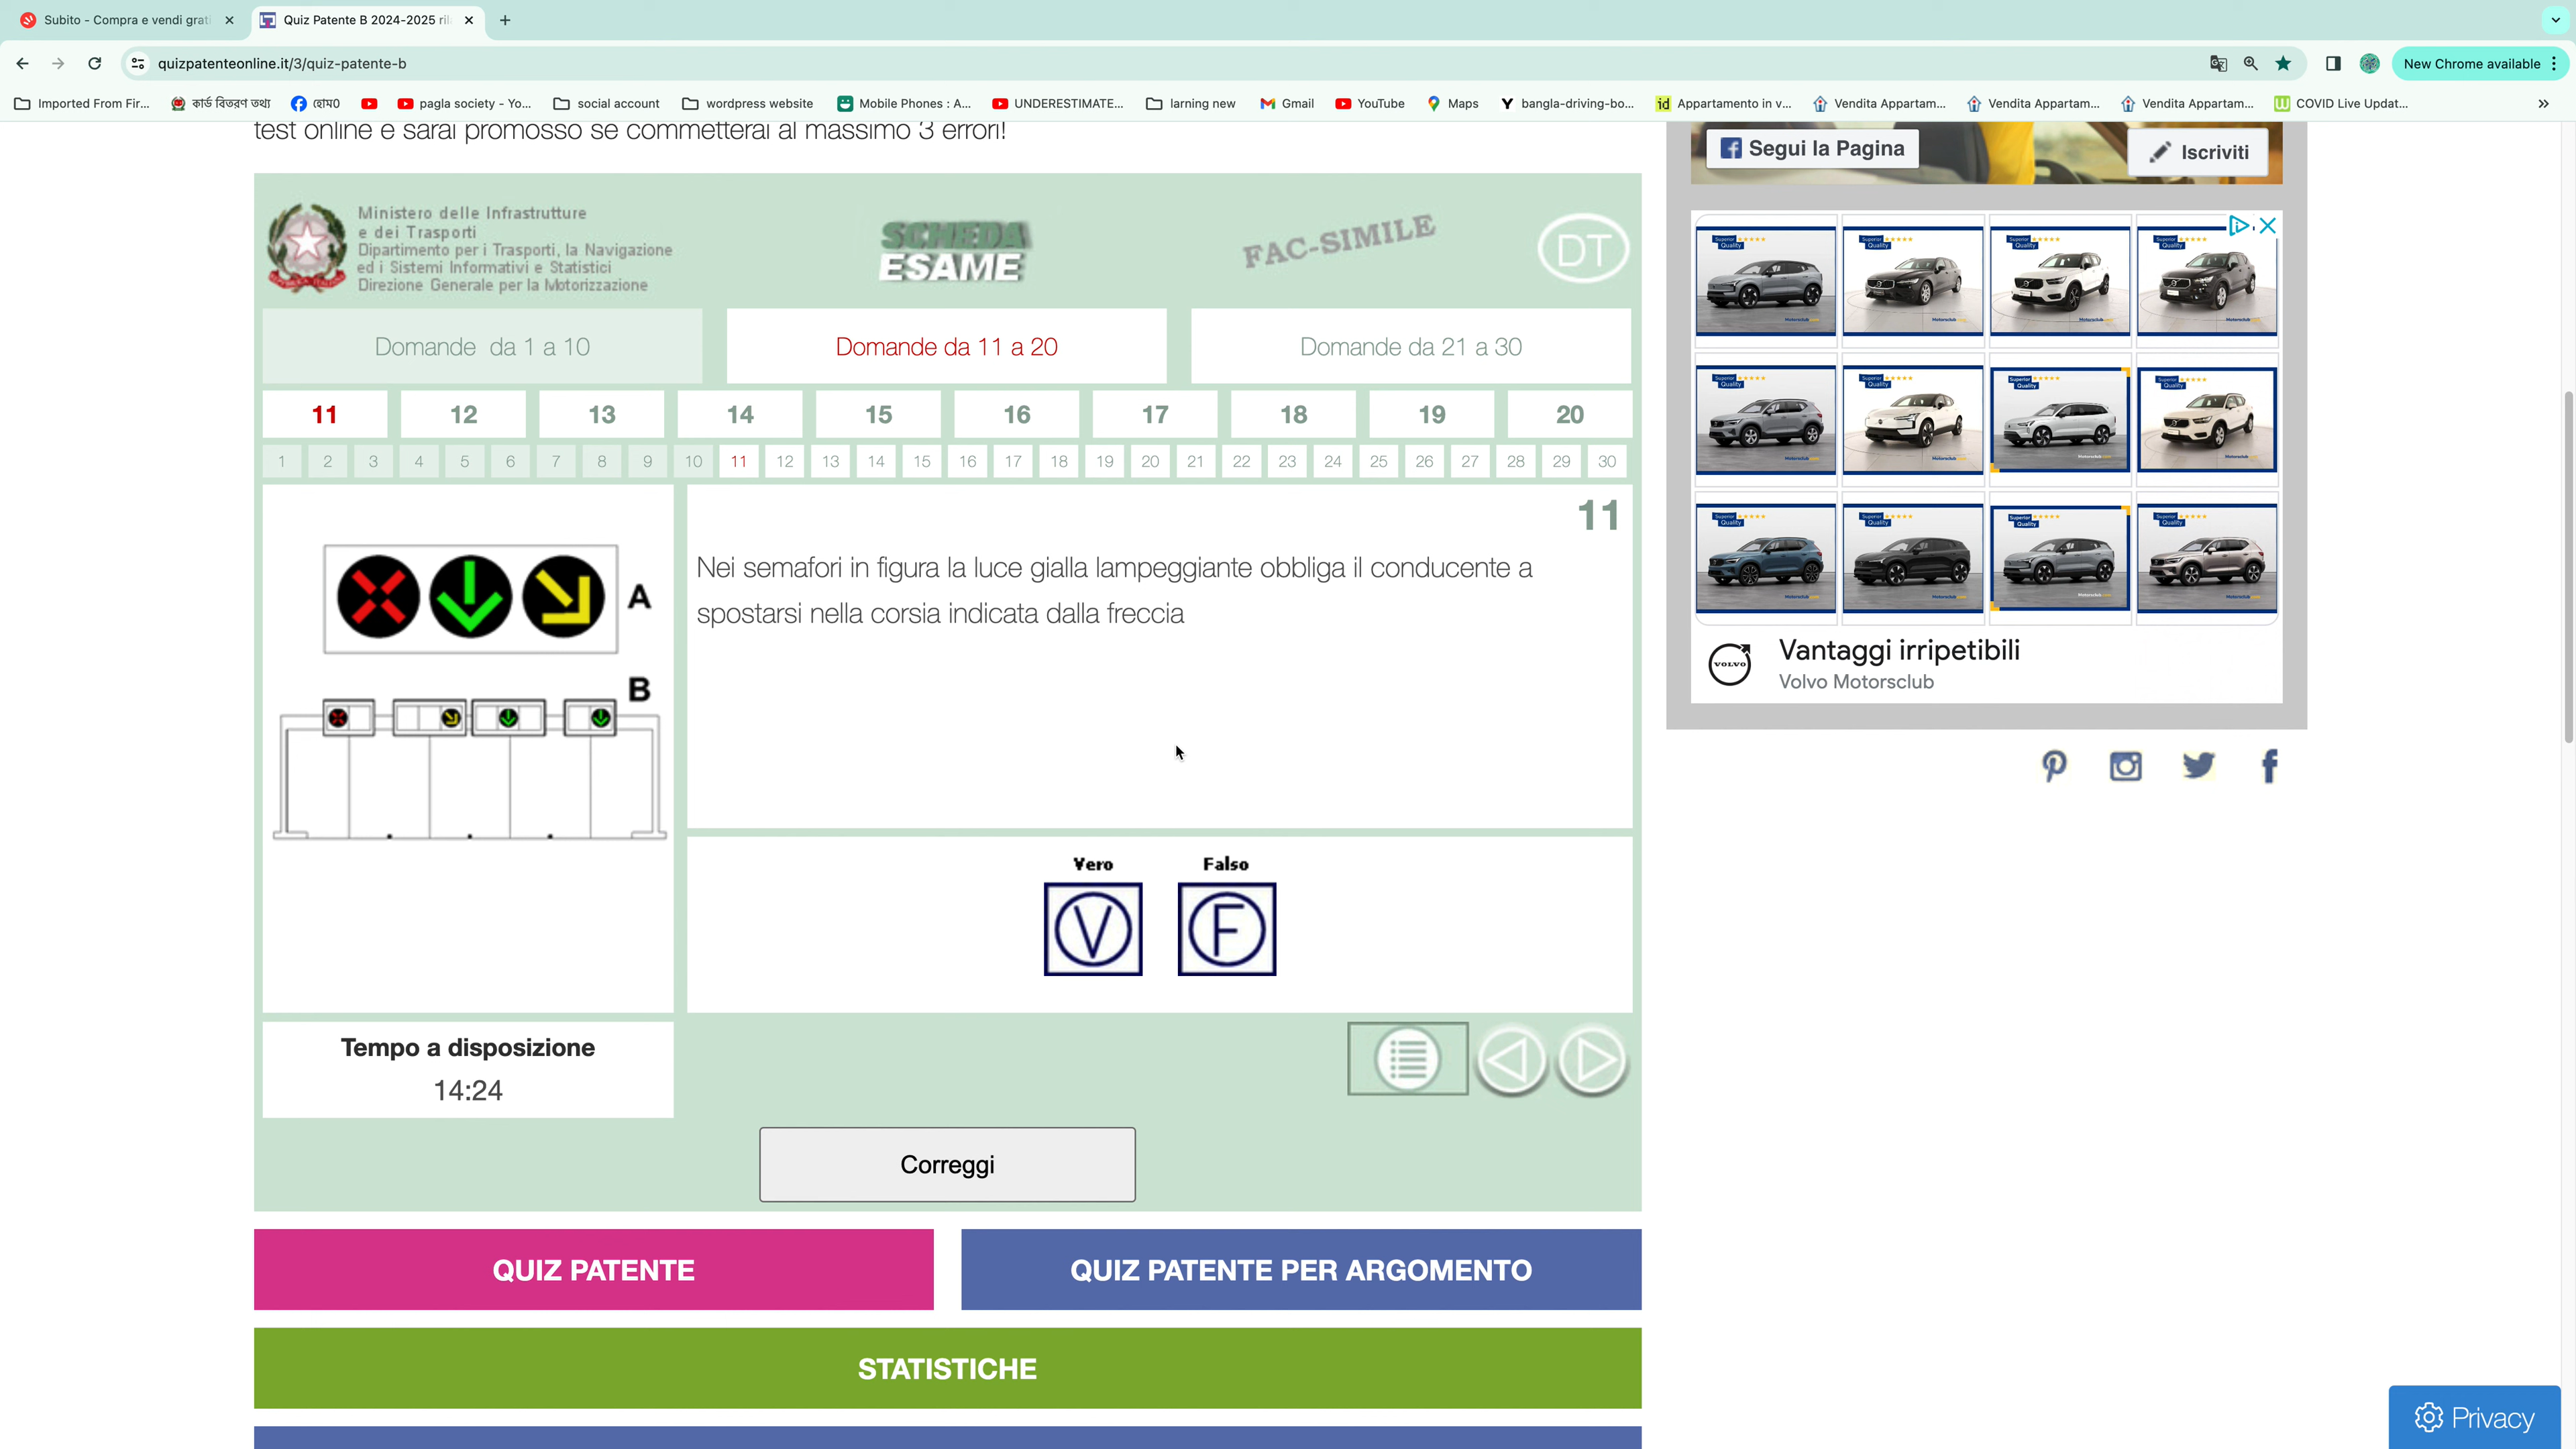 Subito - Compra e vendi grati
Quiz Patente B 2024-2025 rila
quizpatenteonline.it/3/quiz-patente-b
New Chrome available
Imported From Fir...
কার্ড বিতরণ তথ্য
হোম0
pagla society - Yo...
social account
wordpress website
Mobile Phones : A...
UNDERESTIMATE...
larning new
Gmail
YouTube
Maps
bangla-driving-bo...
Appartamento in v...
Vendita Appartam...
Vendita Appartam...
Vendita Appartam...
COVID Live Updat...
test online e sarai promosso se commetterai al massimo 3 errori!
Segui la Pagina
Iscriviti
Ministero delle Infrastrutture
e dei Trasporti
Dipartimento per i Trasporti, la Navigazione
ed i Sistemi Informativi e Statistici
Direzione Generale per la Motorizzazione
SCHEDA
ESAME
FAC-SIMILE
DT
Domande da 1 a 10
Domande da 11 a 20
Domande da 21 a 30
11 12 13 14 15 16 17 18 19 20
1 2 3 4 5 6 7 8 9 10 11 12 13 14 15 16 17 18 19 20 21 22 23 24 25 26 27 28 29 30
11
Nei semafori in figura la luce gialla lampeggiante obbliga il conducente a
spostarsi nella corsia indicata dalla freccia
A
B
Vero
Falso
V
F
Tempo a disposizione
14:24
Correggi
QUIZ PATENTE
QUIZ PATENTE PER ARGOMENTO
STATISTICHE
VOLVO
Vantaggi irripetibili
Volvo Motorsclub
Privacy